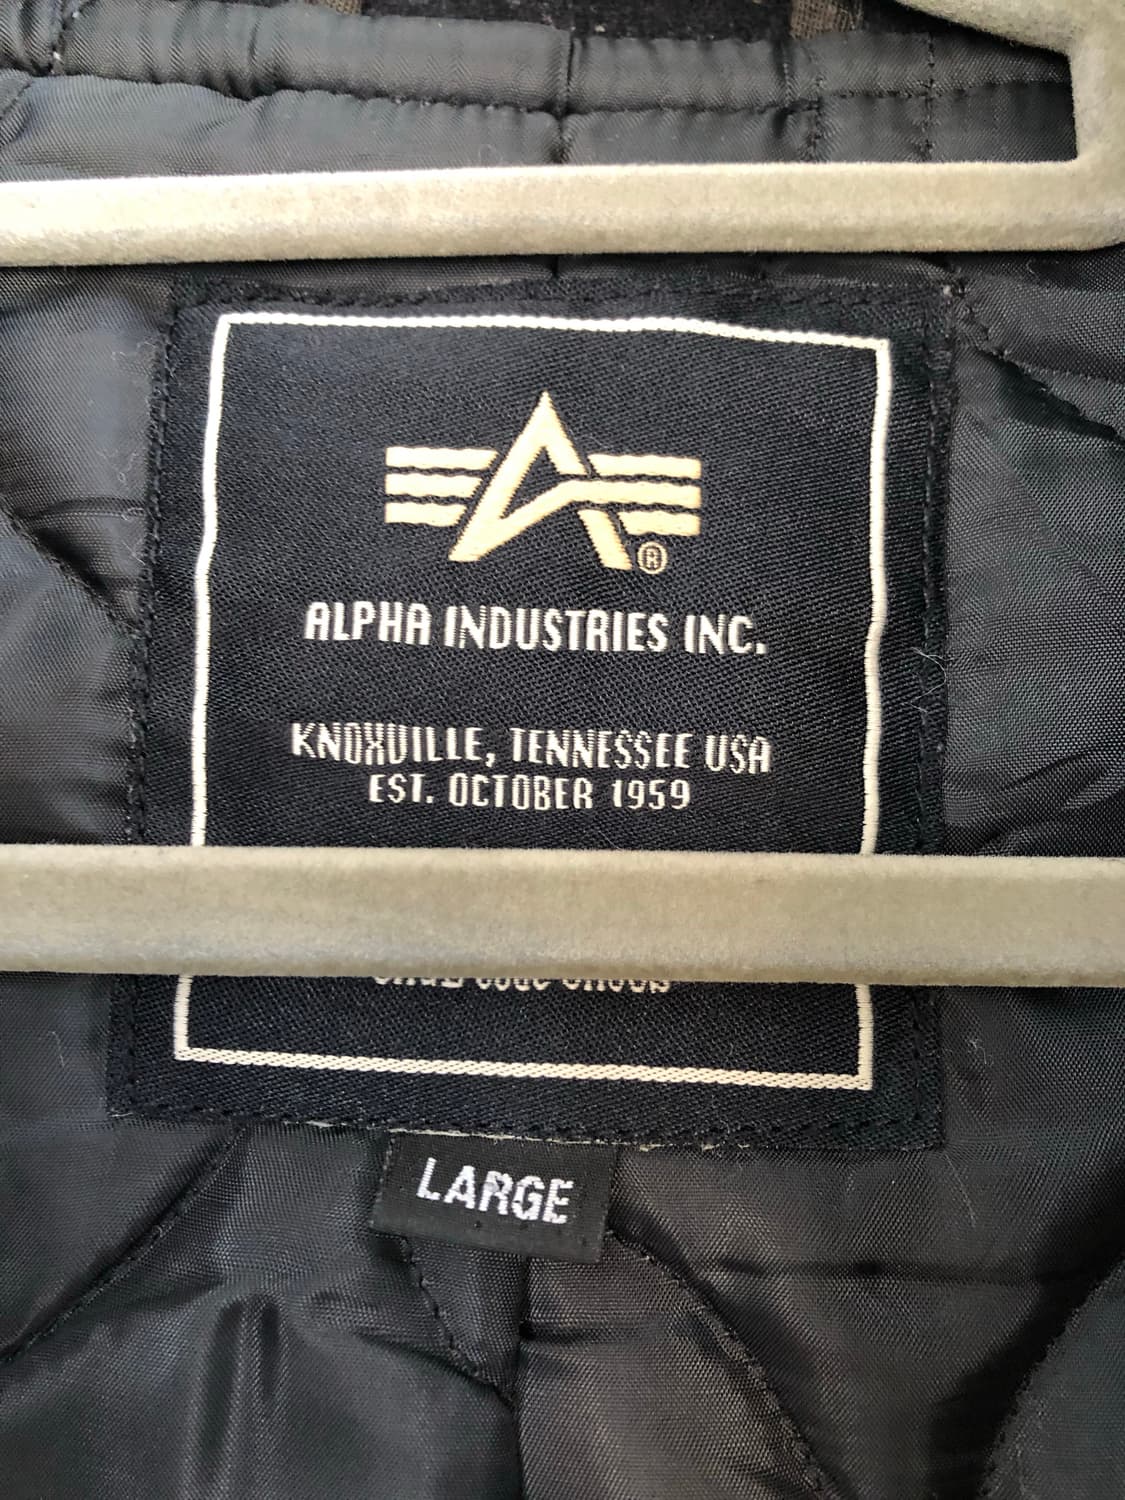 ®
ALPHA INDUSTRIES INC.
KNOXVILLE, TENNESSEE USA
EST. OCTOBER 1959
LARGE